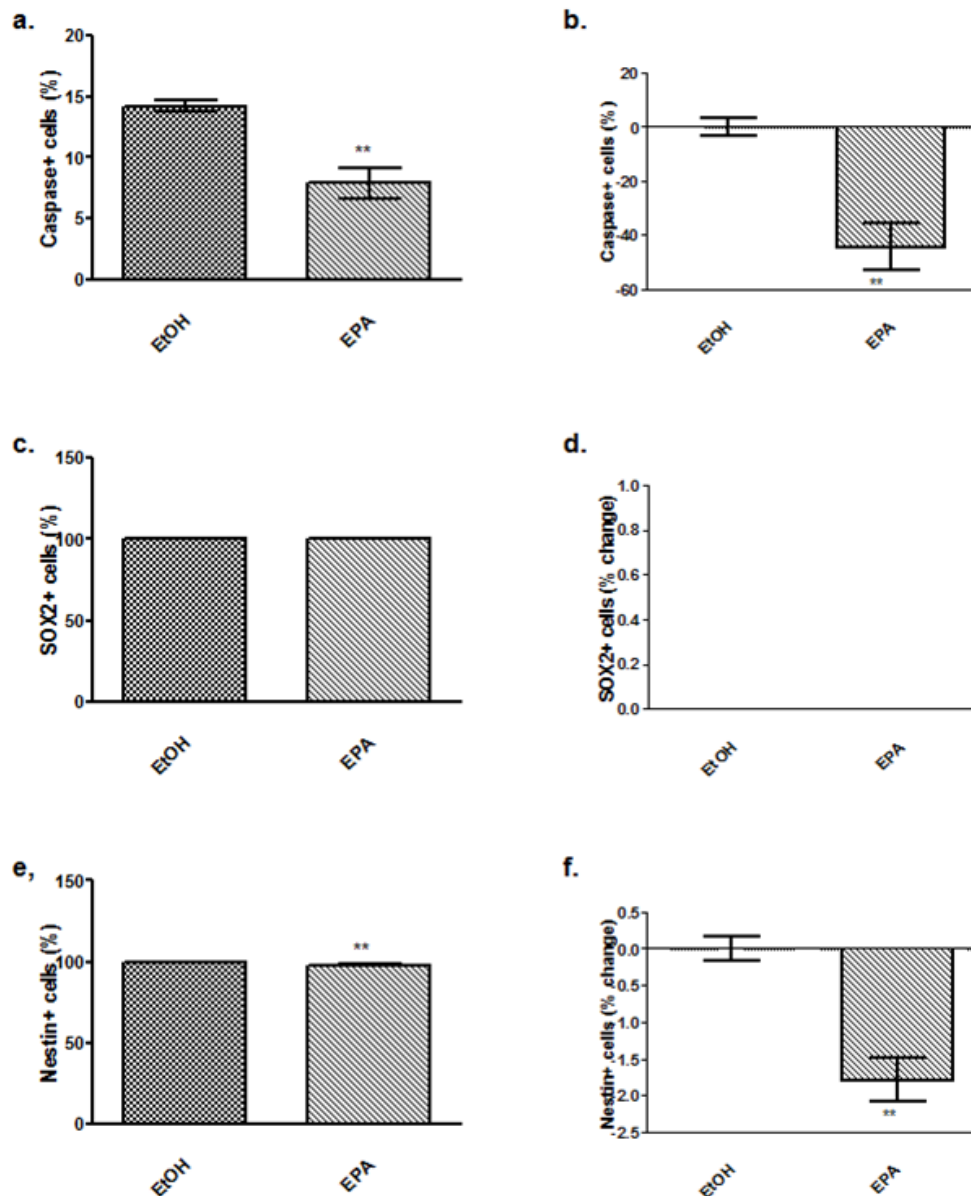 a.
Caspase+ cells (%)
20
15
10
5
0
**
EtOH
EPA
b.
Caspase+ cells (%)
20
0
-20
-40
-60
**
EtOH
EPA
c.
SOX2+ cells (%)
150
100
50
0
EtOH
EPA
d.
SOX2+ cells (% change)
1.0
0.8
0.6
0.4
0.2
0.0
EtOH
EPA
e,
Nestin+ cells (%)
150
100
50
0
**
EtOH
EPA
f.
Nestin+ cells (% change)
0.5
0.0
0.5
1.0
1.5
2.0
-2.5
**
EtOH
EPA